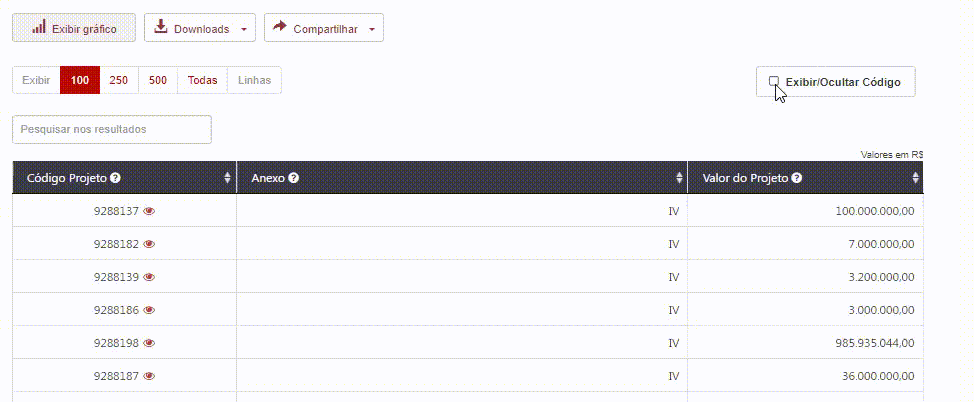 Exibir gráfico Downloads Compartilhar
Exibir 100 250 500 Todas Linhas Exibir/Ocultar Código
Pesquisar nos resultados
Valores em R$
Código Projeto ? Anexo ? Valor do Projeto ?
9288137 IV 100.000.000,00
9288182 IV 7.000.000,00
9288139 IV 3.200.000,00
9288186 IV 3.000.000,00
9288198 IV 985.935.044,00
9288187 IV 36.000.000,00